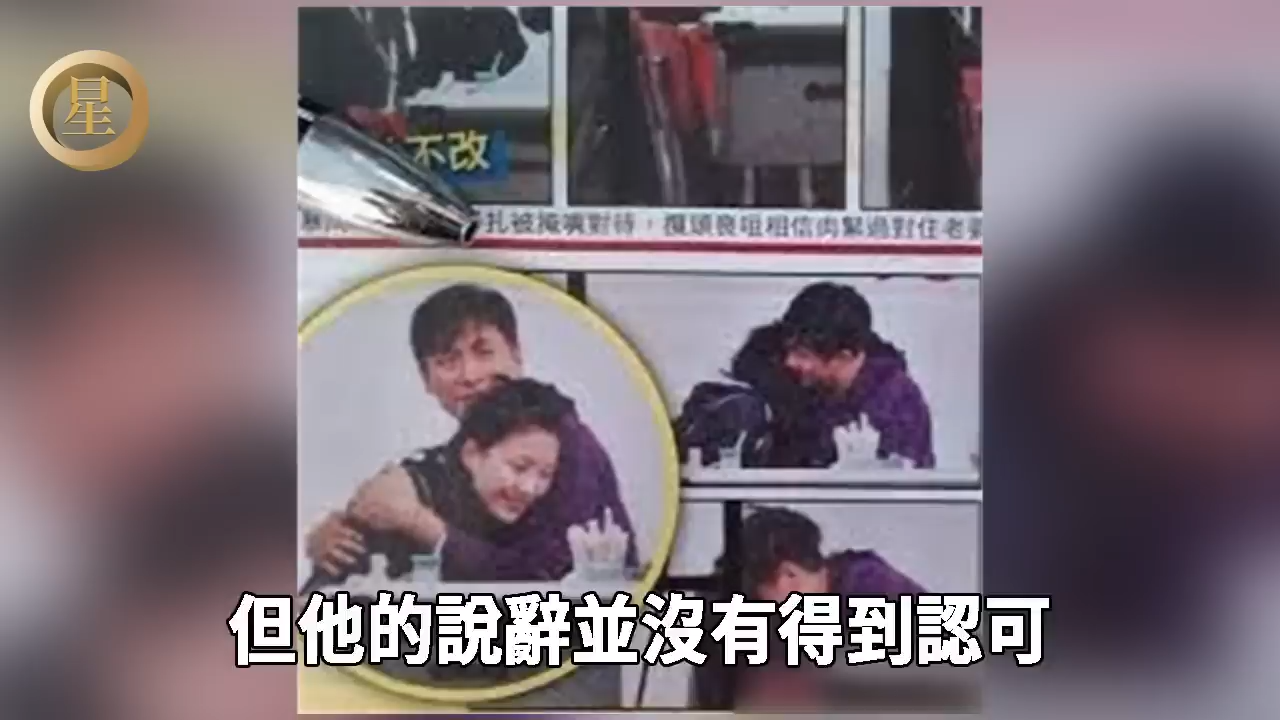 星
不改
扎被掩嘴對待，攬頭喪咀相信肉緊過對住老婆
但他的說辭並沒有得到認可